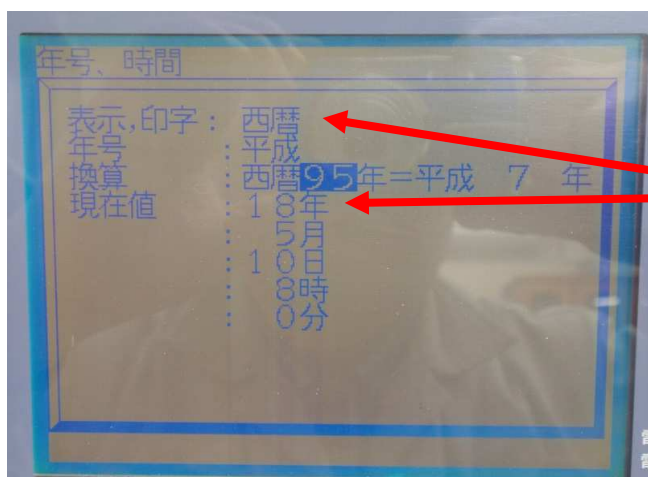 年号、時間
表示,印字: 西暦
年号 : 平成
換算 : 西暦95年=平成 7 年
現在値 : 18年
: 5月
: 10日
: 8時
: 0分